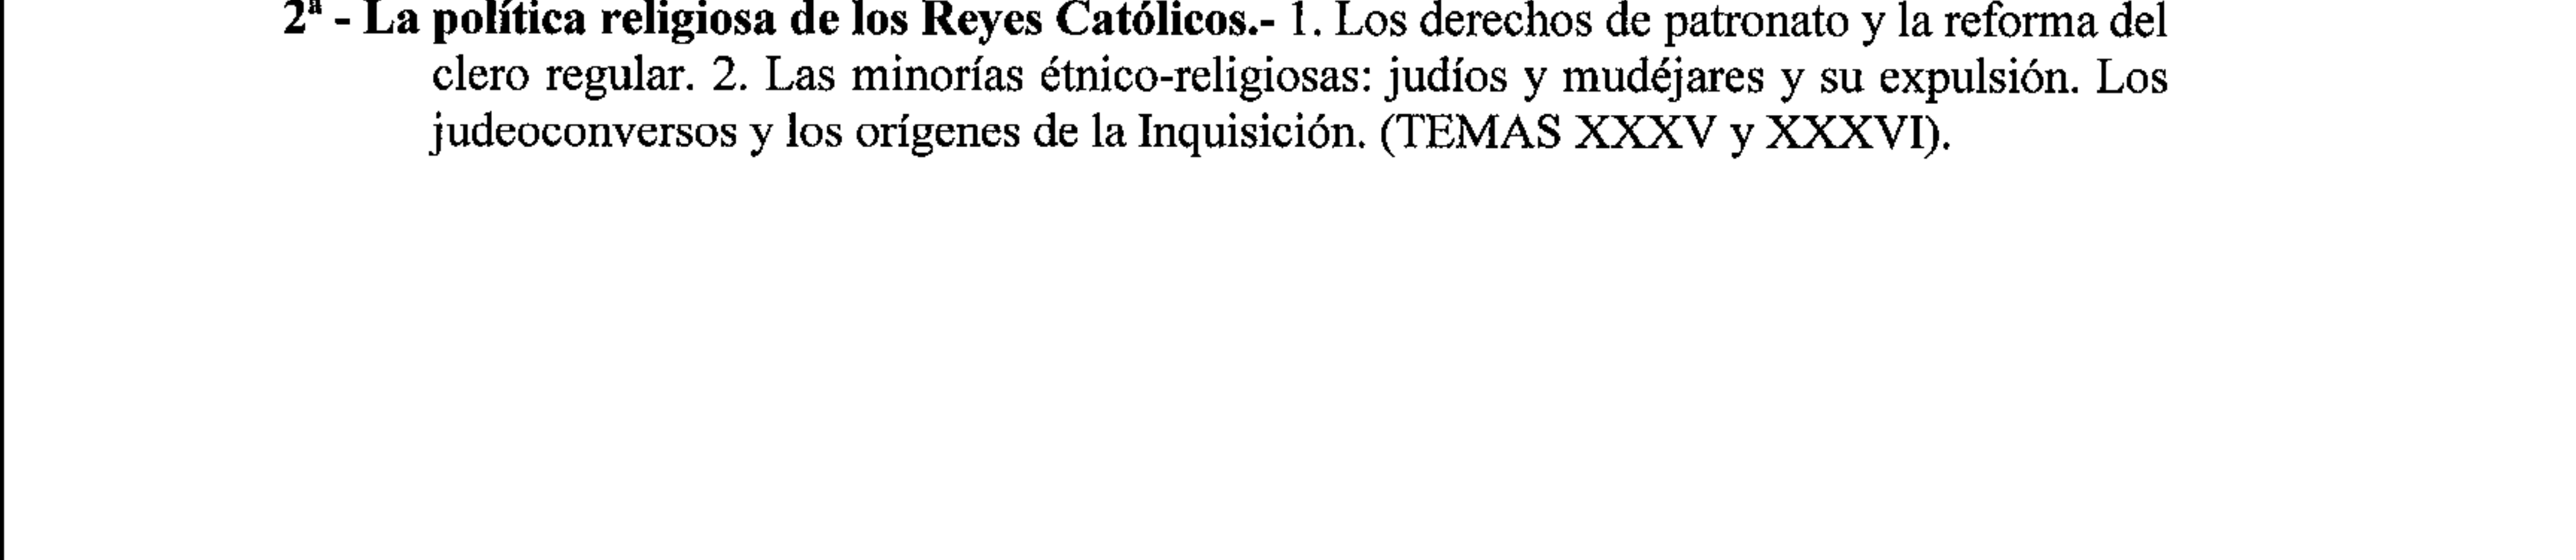 2ª - La política religiosa de los Reyes Católicos.- 1. Los derechos de patronato y la reforma del
clero regular. 2. Las minorías étnico-religiosas: judíos y mudéjares y su expulsión. Los
judeoconversos y los orígenes de la Inquisición. (TEMAS XXXV y XXXVI).